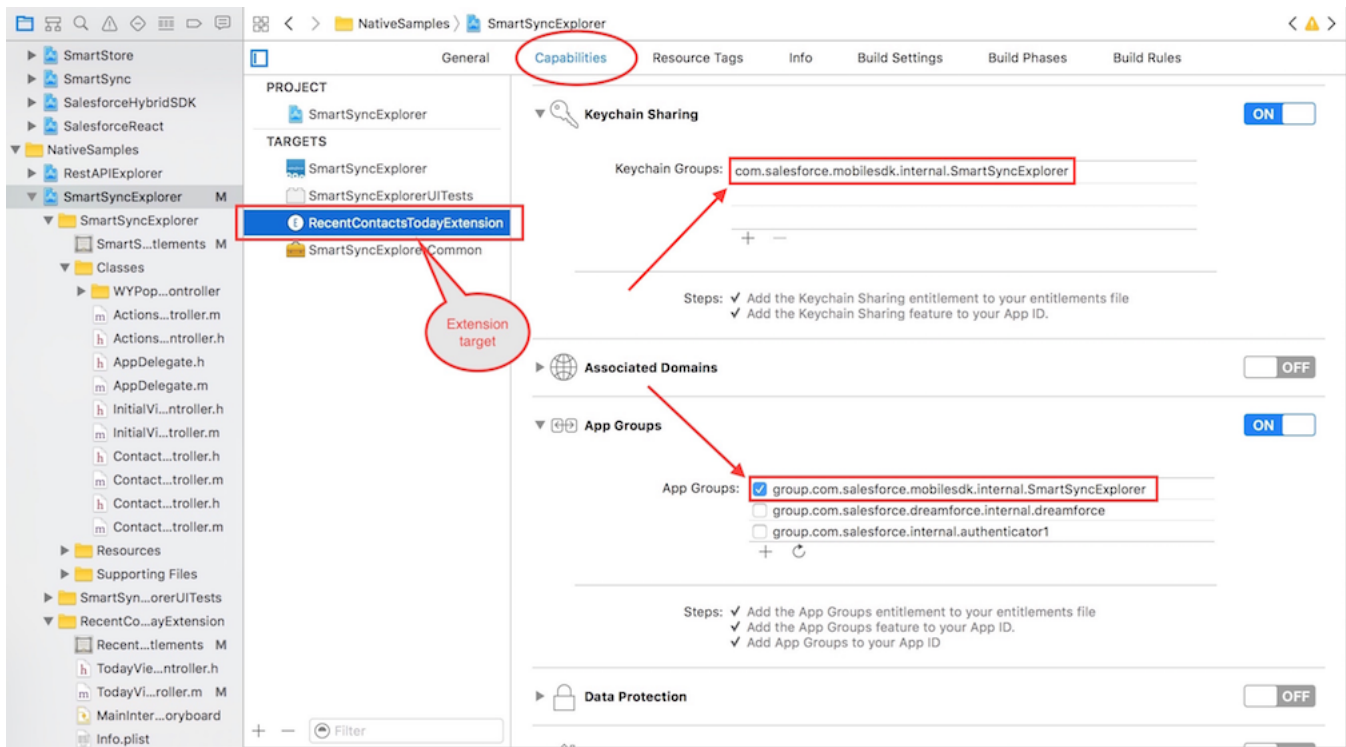 NativeSamples
SmartSyncExplorer
SmartStore
SmartSync
SalesforceHybridSDK
SalesforceReact
NativeSamples
RestAPIExplorer
SmartSyncExplorer M
SmartSyncExplorer
SmartS...tlements M
Classes
WYPop...ontroller
m Actions...troller.m
h Actions...ntroller.h
h AppDelegate.h
m AppDelegate.m
h InitialVi...ntroller.h
m InitialVi...troller.m
h Contact...troller.h
m Contact...troller.m
h Contact...troller.h
m Contact...troller.m
Resources
Supporting Files
SmartSyn...orerUITests
RecentCo...ayExtension
Recent...tlements M
h TodayVie...ntroller.h
m TodayVi...roller.m M
MainInter...oryboard
Info.plist
General Capabilities Resource Tags Info Build Settings Build Phases Build Rules
PROJECT
SmartSyncExplorer
TARGETS
SmartSyncExplorer
SmartSyncExplorerUITests
E RecentContactsTodayExtension
SmartSyncExplorerCommon
Extension
target
+ − Filter
Keychain Sharing ON
Keychain Groups: com.salesforce.mobilesdk.internal.SmartSyncExplorer
+ −
Steps: ✓ Add the Keychain Sharing entitlement to your entitlements file
✓ Add the Keychain Sharing feature to your App ID.
Associated Domains OFF
App Groups ON
App Groups: group.com.salesforce.mobilesdk.internal.SmartSyncExplorer
group.com.salesforce.dreamforce.internal.dreamforce
group.com.salesforce.internal.authenticator1
+
Steps: ✓ Add the App Groups entitlement to your entitlements file
✓ Add the App Groups feature to your App ID.
✓ Add App Groups to your App ID
Data Protection OFF